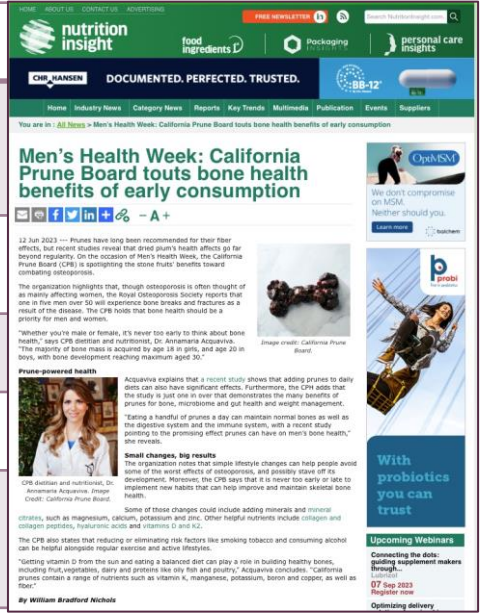 HOME ABOUT US CONTACT US ADVERTISING
FREE NEWSLETTER in
Search NutritionInsight.com
nutrition
insight
food
ingredients
Packaging
INSIGHTS
personal care
insights
CHR HANSEN
DOCUMENTED. PERFECTED. TRUSTED.
BB-12®
Home Industry News Category News Reports Key Trends Multimedia Publication Events Suppliers
You are in : All News > Men's Health Week: California Prune Board touts bone health benefits of early consumption
Men's Health Week: California
Prune Board touts bone health
benefits of early consumption
- A +
12 Jun 2023 --- Prunes have long been recommended for their fiber
effects, but recent studies reveal that dried plum's health affects go far
beyond regularity. On the occasion of Men's Health Week, the California
Prune Board (CPB) is spotlighting the stone fruits' benefits toward
combating osteoporosis.
The organization highlights that, though osteoporosis is often thought of
as mainly affecting women, the Royal Osteoporosis Society reports that
one in five men over 50 will experience bone breaks and fractures as a
result of the disease. The CPB holds that bone health should be a
priority for men and women.
"Whether you're male or female, it's never too early to think about bone
health," says CPB dietitian and nutritionist, Dr. Annamaria Acquaviva.
"The majority of bone mass is acquired by age 18 in girls, and age 20 in
boys, with bone development reaching maximum aged 30."
Image credit: California Prune
Board.
Prune-powered health
Acquaviva explains that a recent study shows that adding prunes to daily
diets can also have significant effects. Furthermore, the CPH adds that
the study is just one in over that demonstrates the many benefits of
prunes for bone, microbiome and gut health and weight management.
"Eating a handful of prunes a day can maintain normal bones as well as
the digestive system and the immune system, with a recent study
pointing to the promising effect prunes can have on men's bone health,"
she reveals.
Small changes, big results
The organization notes that simple lifestyle changes can help people avoid
some of the worst effects of osteoporosis, and possibly stave off its
development. Moreover, the CPB says that it is never too early or late to
implement new habits that can help improve and maintain skeletal bone
health.
CPB dietitian and nutritionist, Dr.
Annamaria Acquaviva. Image
Credit: California Prune Board.
Some of those changes could include adding minerals and mineral
citrates, such as magnesium, calcium, potassium and zinc. Other helpful nutrients include collagen and
collagen peptides, hyaluronic acids and vitamins D and K2.
The CPB also states that reducing or eliminating risk factors like smoking tobacco and consuming alcohol
can be helpful alongside regular exercise and active lifestyles.
"Getting vitamin D from the sun and eating a balanced diet can play a role in building healthy bones,
including fruit,vegetables, dairy and proteins like oily fish and poultry," Acquaviva concludes. "California
prunes contain a range of nutrients such as vitamin K, manganese, potassium, boron and copper, as well as
fiber."
By William Bradford Nichols
OptiMSM
We don't compromise
on MSM.
Neither should you.
Learn more
balchem
probi
With
probiotics
you can
trust
Upcoming Webinars
Connecting the dots:
guiding supplement makers
through...
Lubrizol
07 Sep 2023
Register now
Optimizing delivery